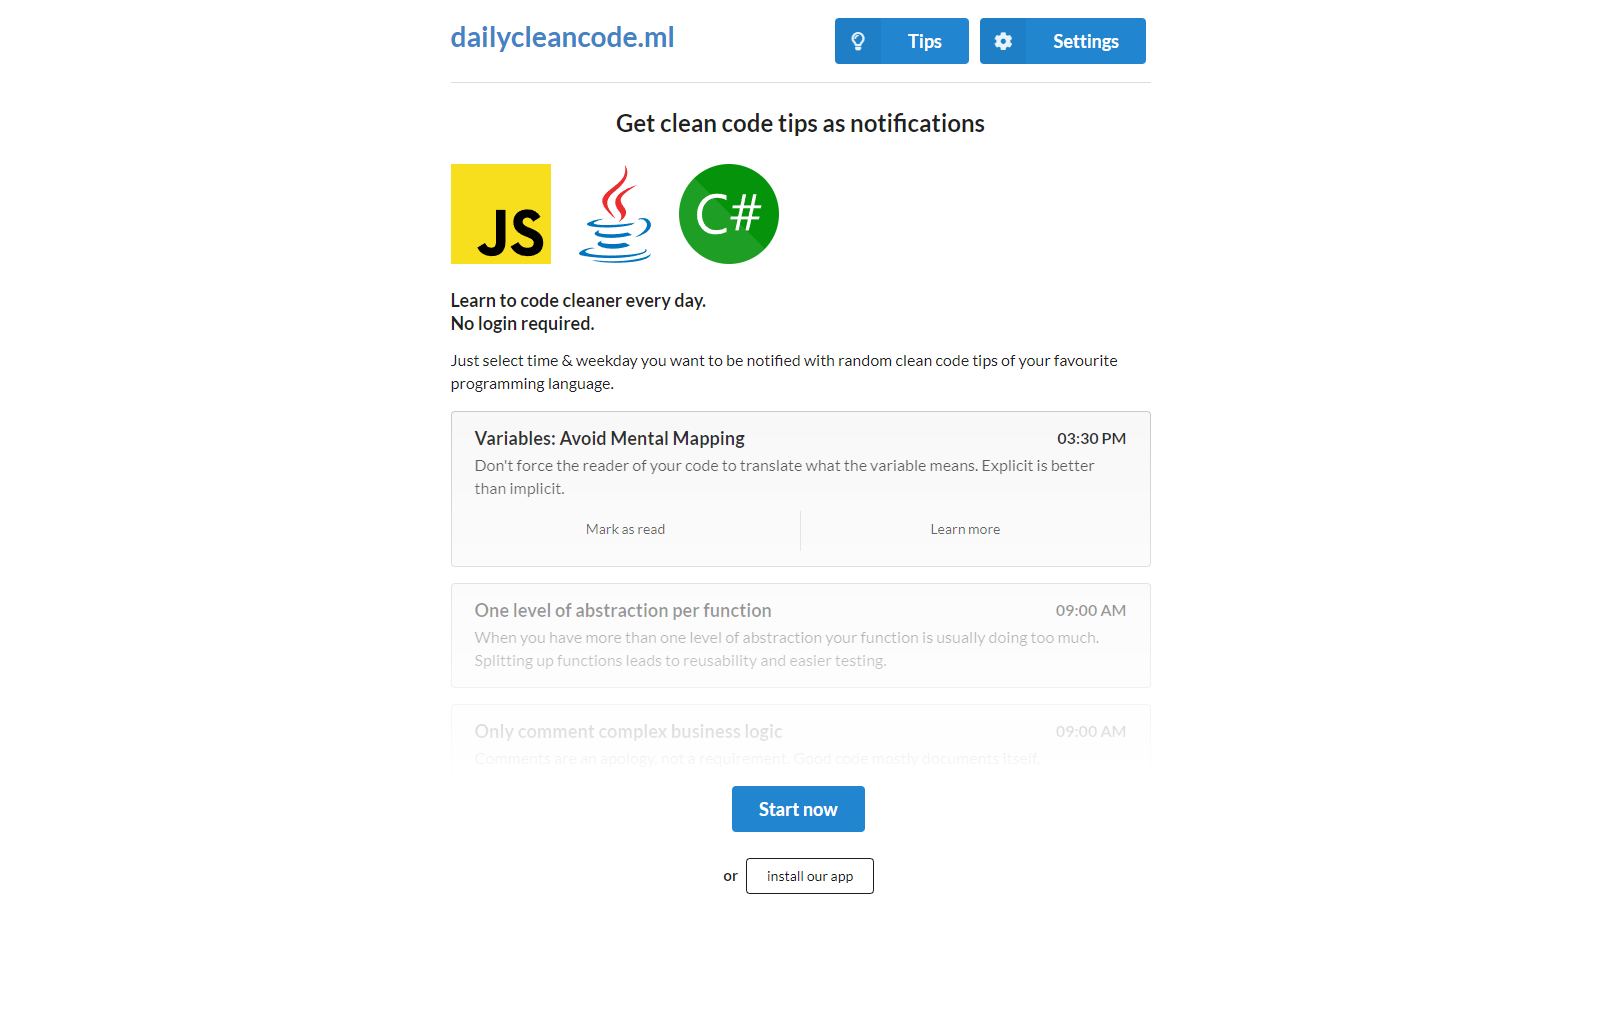 dailycleancode.ml
Tips
Settings
Get clean code tips as notifications
JS
C#
Learn to code cleaner every day.
No login required.
Just select time & weekday you want to be notified with random clean code tips of your favourite
programming language.
Variables: Avoid Mental Mapping
03:30 PM
Don't force the reader of your code to translate what the variable means. Explicit is better
than implicit.
Mark as read
Learn more
One level of abstraction per function
09:00 AM
When you have more than one level of abstraction your function is usually doing too much.
Splitting up functions leads to reusability and easier testing.
Only comment complex business logic
09:00 AM
Comments are an apology, not a requirement. Good code mostly documents itself.
Start now
or
install our app